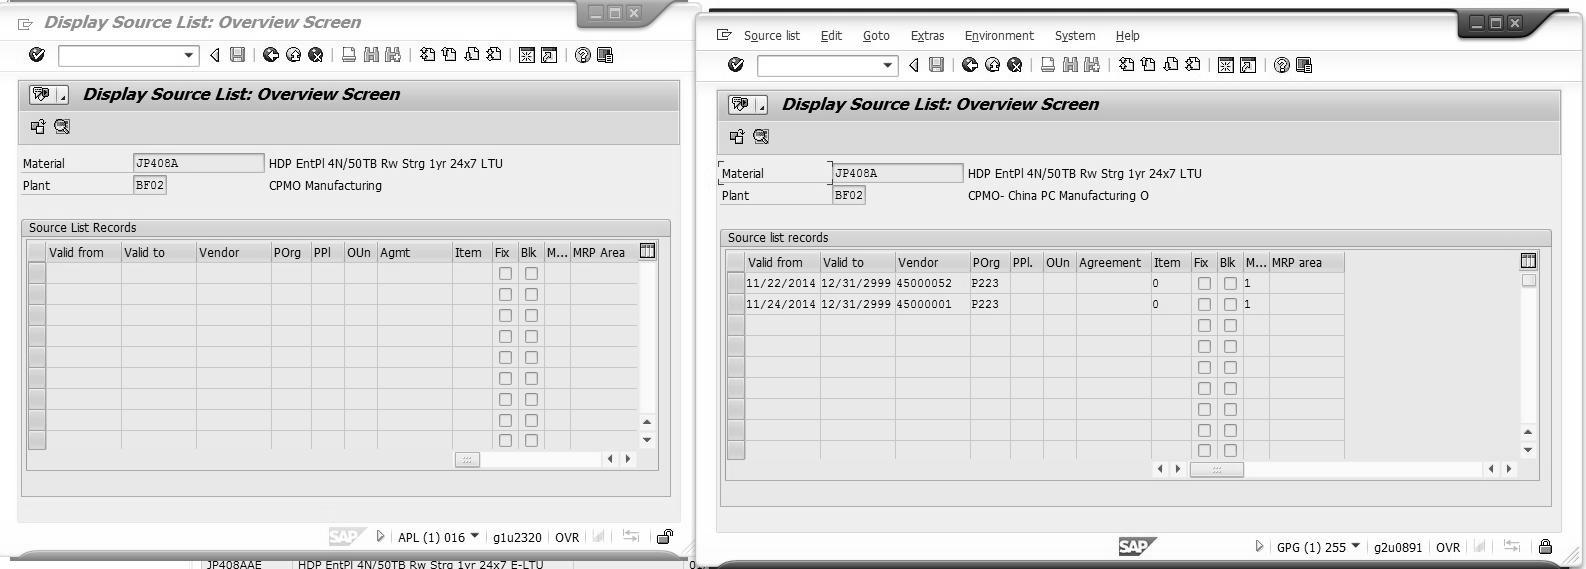 Display Source List: Overview Screen
Display Source List: Overview Screen
Material JP408A HDP EntPl 4N/50TB Rw Strg 1yr 24x7 LTU
Plant BF02 CPMO Manufacturing
Source List Records
Valid from Valid to Vendor POrg PPl OUn Agmt Item Fix Blk M... MRP Area
SAP APL (1) 016 g1u2320 OVR
JP408AAE HDP EntPl 4N/50TB Rw Strg 1yr 24x7 E-LTU
Source list Edit Goto Extras Environment System Help
Display Source List: Overview Screen
Material JP408A HDP EntPl 4N/50TB Rw Strg 1yr 24x7 LTU
Plant BF02 CPMO- China PC Manufacturing O
Source list records
Valid from Valid to Vendor POrg PPl. OUn Agreement Item Fix Blk M... MRP area
11/22/2014 12/31/2999 45000052 P223 0 1
11/24/2014 12/31/2999 45000001 P223 0 1
SAP GPG (1) 255 g2u0891 OVR